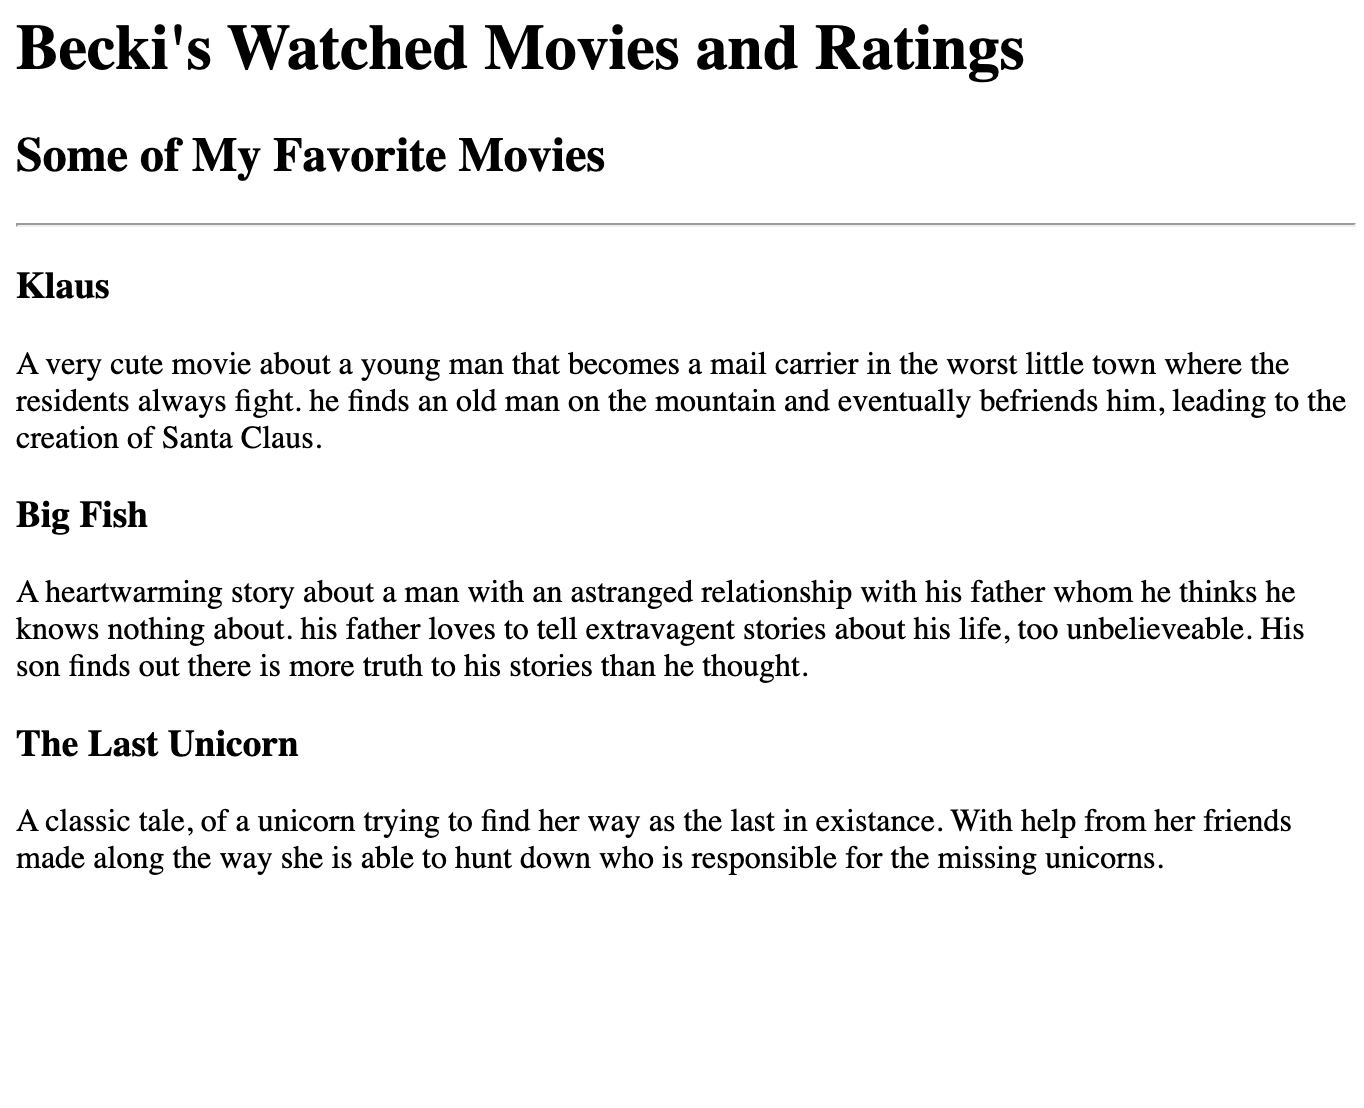 Becki's Watched Movies and Ratings
Some of My Favorite Movies
Klaus
A very cute movie about a young man that becomes a mail carrier in the worst little town where the
residents always fight. he finds an old man on the mountain and eventually befriends him, leading to the
creation of Santa Claus.
Big Fish
A heartwarming story about a man with an astranged relationship with his father whom he thinks he
knows nothing about. his father loves to tell extravagent stories about his life, too unbelieveable. His
son finds out there is more truth to his stories than he thought.
The Last Unicorn
A classic tale, of a unicorn trying to find her way as the last in existance. With help from her friends
made along the way she is able to hunt down who is responsible for the missing unicorns.